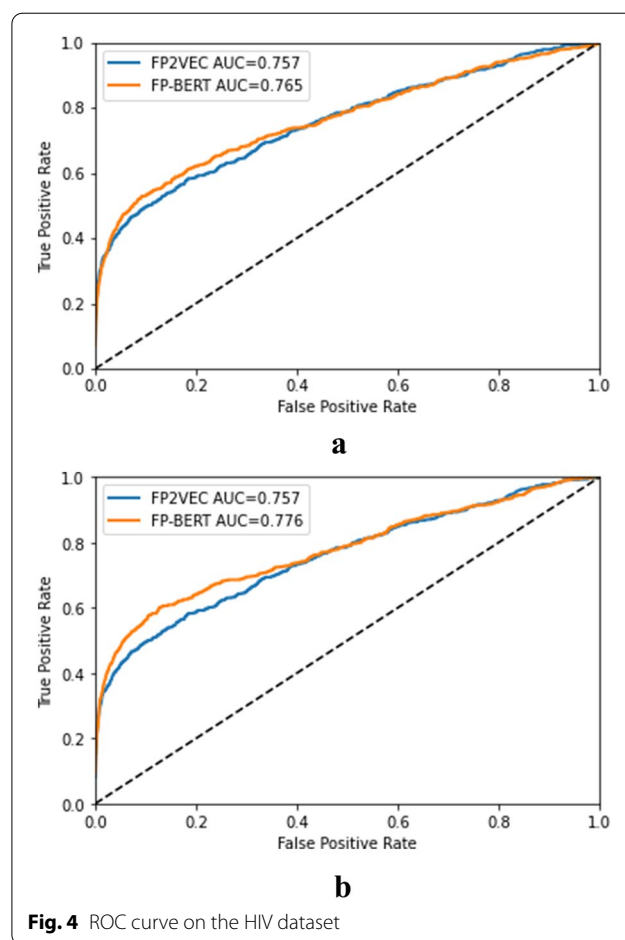 1.0
FP2VEC AUC=0.757
FP-BERT AUC=0.765
0.8
0.6
0.4
0.2
0.0
True Positive Rate
0.0 0.2 0.4 0.6 0.8 1.0
False Positive Rate
a
1.0
FP2VEC AUC=0.757
FP-BERT AUC=0.776
0.8
0.6
0.4
0.2
0.0
True Positive Rate
0.0 0.2 0.4 0.6 0.8 1.0
False Positive Rate
b
Fig. 4 ROC curve on the HIV dataset